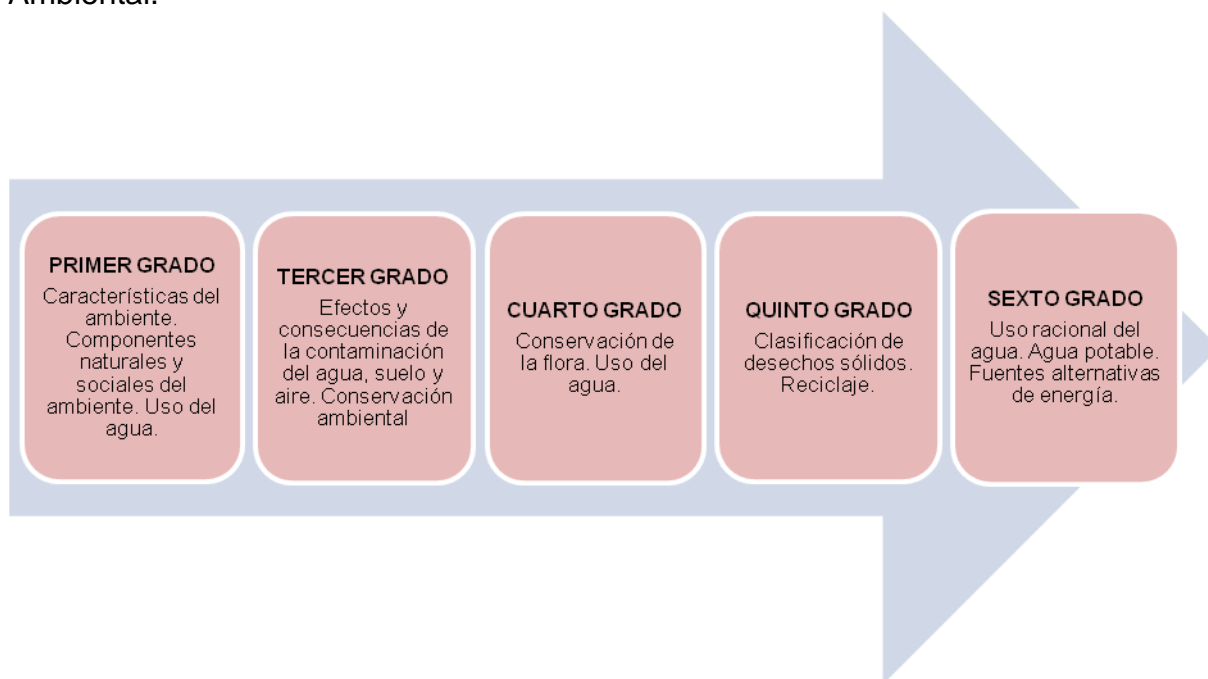 Ambiental.
PRIMER GRADO
Características del
ambiente.
Componentes
naturales y
sociales del
ambiente. Uso del
agua.
TERCER GRADO
Efectos y
consecuencias de
la contaminación
del agua, suelo y
aire. Conservación
ambiental
CUARTO GRADO
Conservación de
la flora. Uso del
agua.
QUINTO GRADO
Clasificación de
desechos sólidos.
Reciclaje.
SEXTO GRADO
Uso racional del
agua. Agua potable.
Fuentes alternativas
de energía.